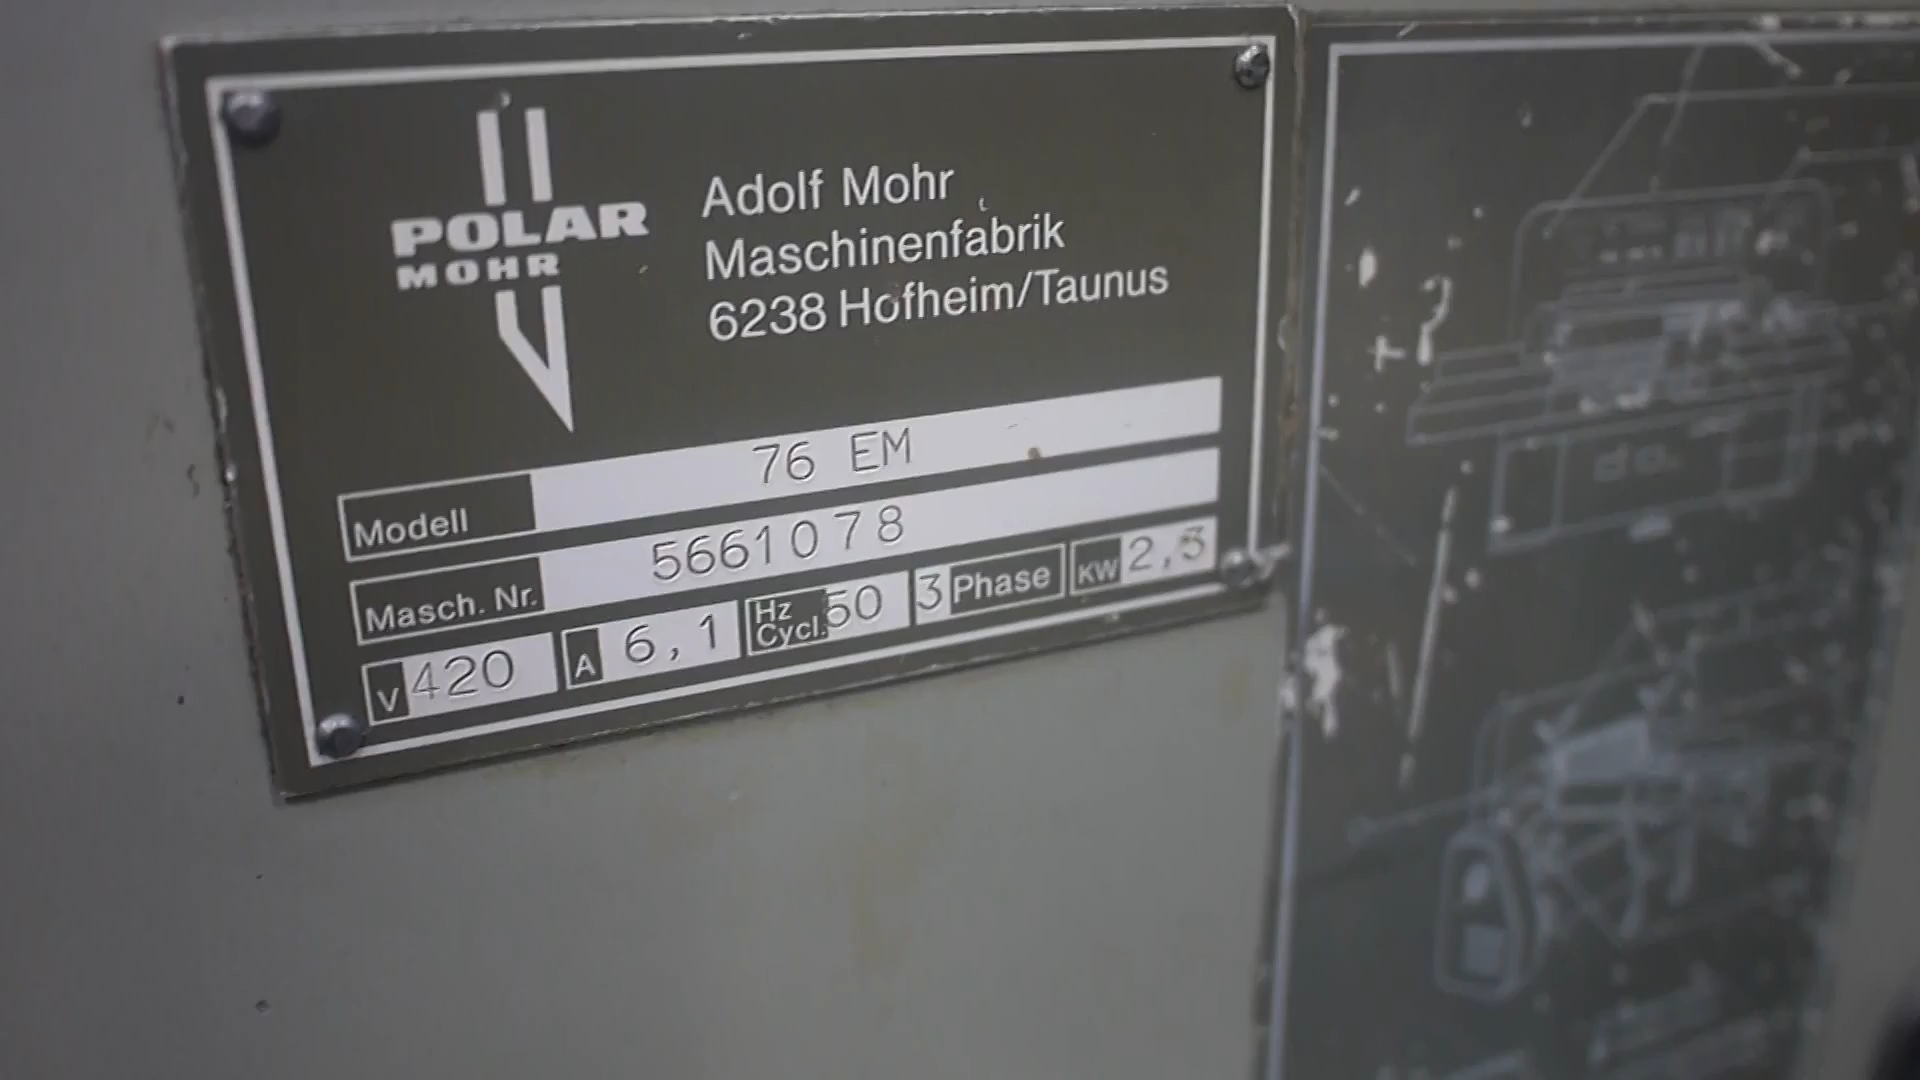 POLAR
MOHR
Adolf Mohr
Maschinenfabrik
6238 Hofheim/Taunus
Modell 76 EM
Masch. Nr. 5661078
V 420 A 6,1 Hz Cycl. 50 3 Phase KW 2,3